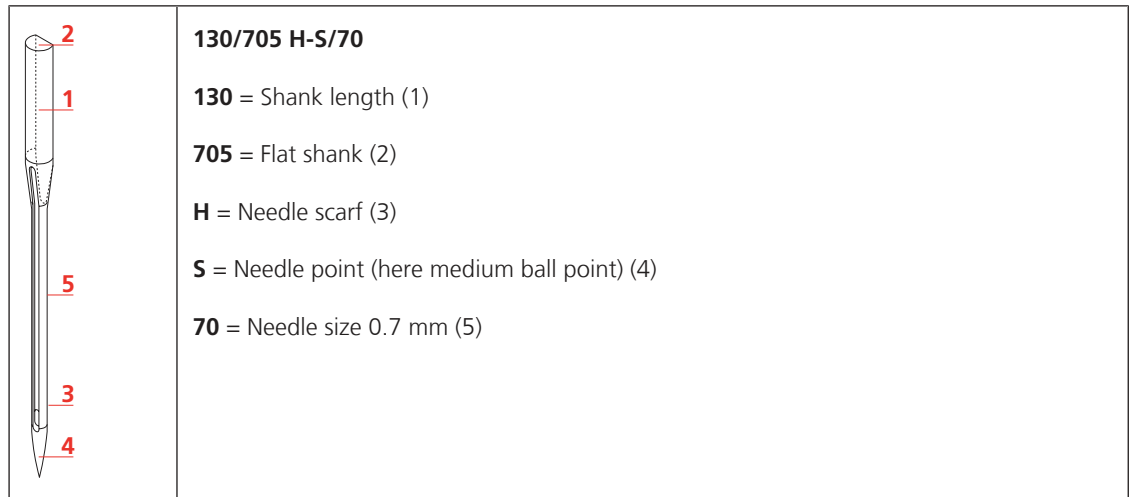 2
1
5
3
4
130/705 H-S/70
130 = Shank length (1)
705 = Flat shank (2)
H = Needle scarf (3)
S = Needle point (here medium ball point) (4)
70 = Needle size 0.7 mm (5)